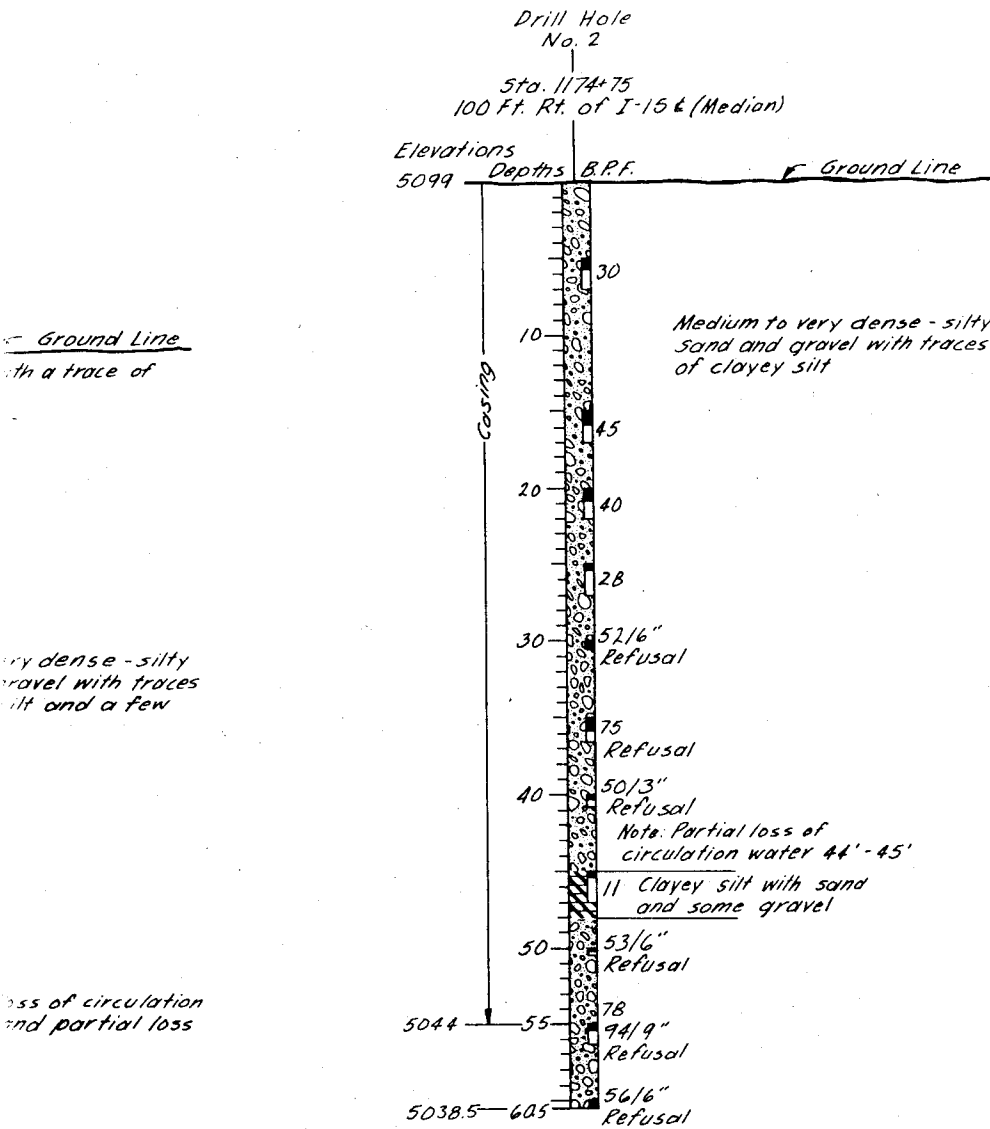 Drill Hole
No. 2
Sta. 1174+75
100 Ft. Rt. of I-15 ℄ (Median)
Elevations
Depths B.P.F.
5099
Ground Line
30
10
Medium to very dense - silty
sand and gravel with traces
of clayey silt
Ground Line
a trace of
Casing
45
20
40
28
30
52/6"
Refusal
dense - silty
with traces
and a few
75
Refusal
40
50/3"
Refusal
Note: Partial loss of
circulation water 44'-45'
11 Clayey silt with sand
and some gravel
50
53/6"
Refusal
of circulation
partial loss
78
5044
55
94/9"
Refusal
5038.5
60.5
56/6"
Refusal